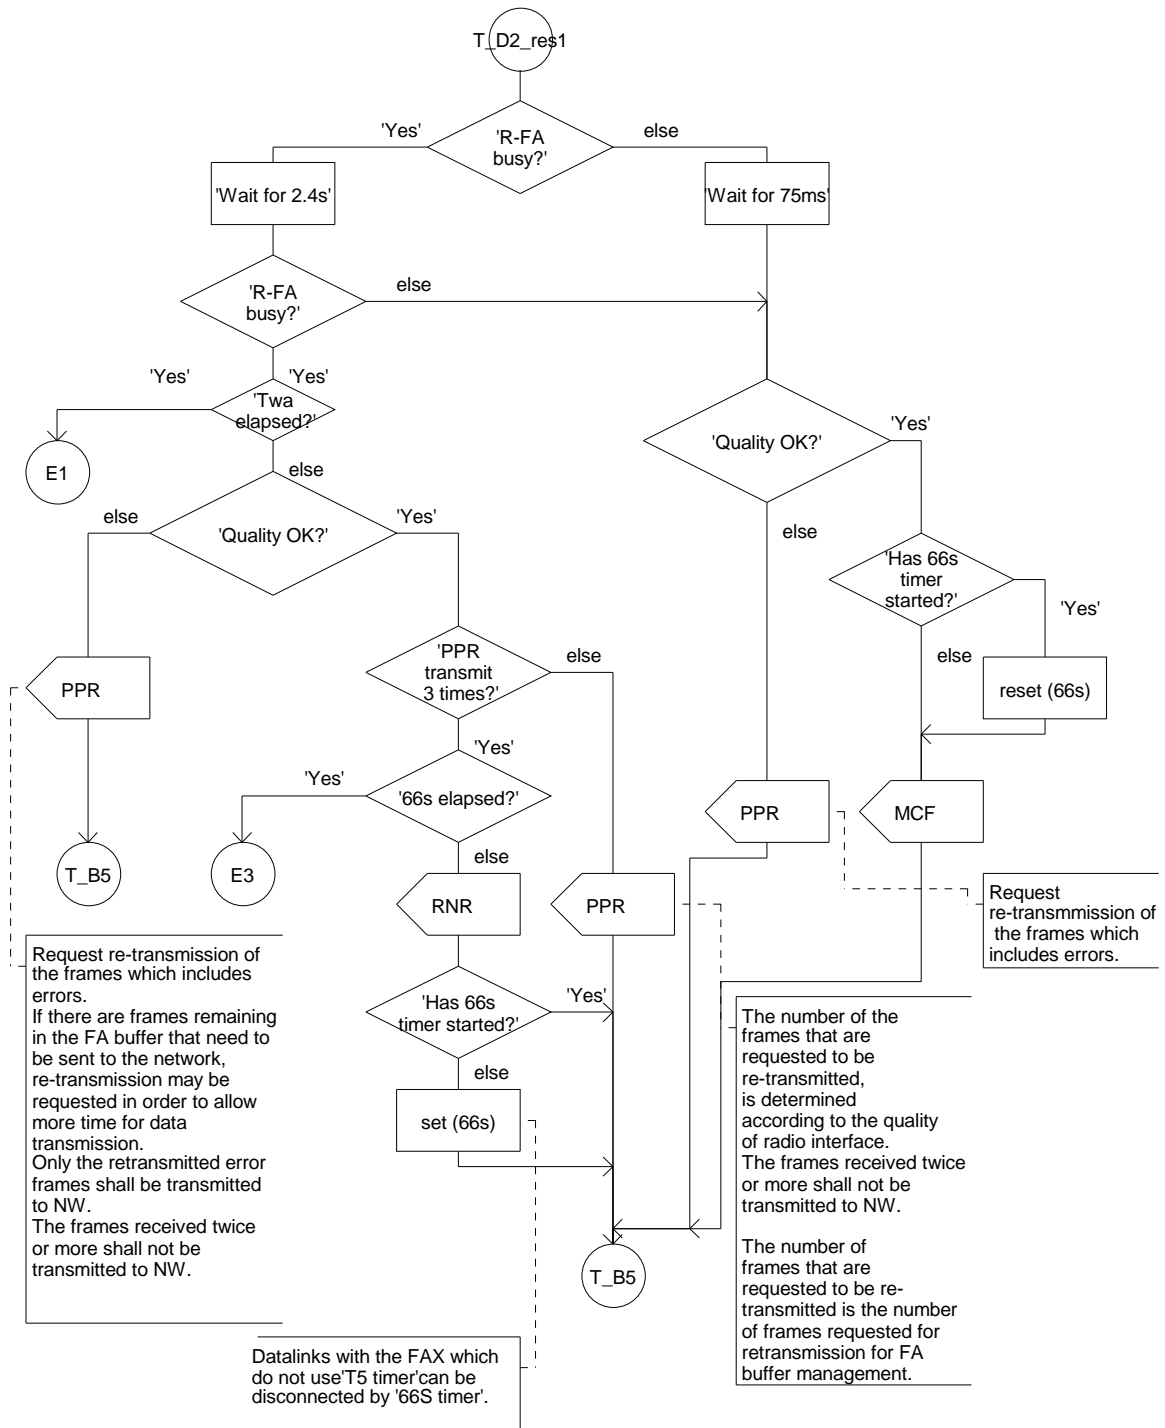 T_D2_res1
'Yes'
'R-FA
busy?'
else
'Wait for 2.4s'
'Wait for 75ms'
'R-FA
busy?'
else
'Yes'
'Yes'
'Twa
elapsed?'
E1
else
'Quality OK?'
'Yes'
else
'Quality OK?'
'Yes'
else
'Has 66s
timer
started?'
'Yes'
else
reset (66s)
PPR
'PPR
transmit
3 times?'
else
'Yes'
'Yes'
'66s elapsed?'
PPR
MCF
T_B5
E3
else
RNR
PPR
Request
re-transmmission of
the frames which
includes errors.
Request re-transmission of
the frames which includes
errors.
If there are frames remaining
in the FA buffer that need to
be sent to the network,
re-transmission may be
requested in order to allow
more time for data
transmission.
Only the retransmitted error
frames shall be transmitted
to NW.
The frames received twice
or more shall not be
transmitted to NW.
'Has 66s
timer started?'
'Yes'
else
set (66s)
The number of the
frames that are
requested to be
re-transmitted,
is determined
according to the quality
of radio interface.
The frames received twice
or more shall not be
transmitted to NW.
The number of
frames that are
requested to be re-
transmitted is the number
of frames requested for
retransmission for FA
buffer management.
T_B5
Datalinks with the FAX which
do not use'T5 timer'can be
disconnected by '66S timer'.